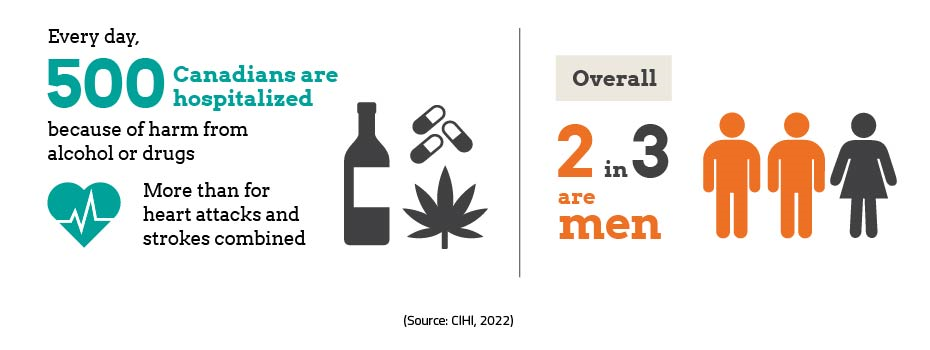 Every day,
500 Canadians are
hospitalized
because of harm from
alcohol or drugs
More than for
heart attacks and
strokes combined
Overall
2 in 3
are
men
(Source: CIHI, 2022)